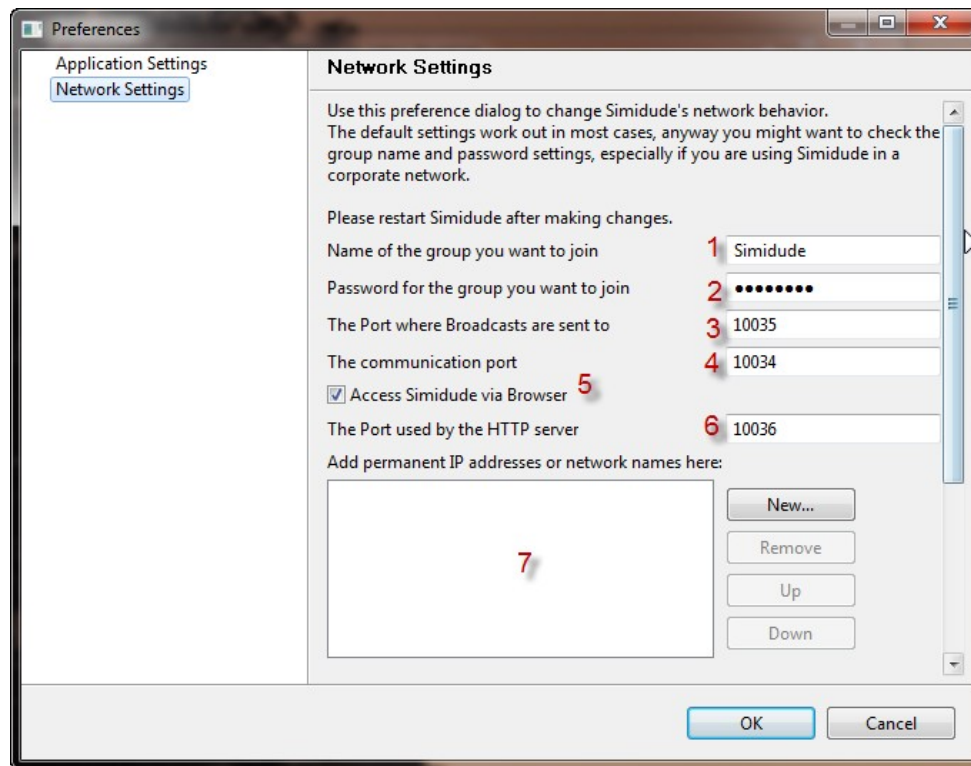 Preferences
Application Settings
Network Settings
Network Settings
Use this preference dialog to change Simidude's network behavior.
The default settings work out in most cases, anyway you might want to check the
group name and password settings, especially if you are using Simidude in a
corporate network.
Please restart Simidude after making changes.
Name of the group you want to join 1 Simidude
Password for the group you want to join 2 ••••••••
The Port where Broadcasts are sent to 3 10035
The communication port 4 10034
Access Simidude via Browser 5
The Port used by the HTTP server 6 10036
Add permanent IP addresses or network names here:
7
New...
Remove
Up
Down
OK Cancel